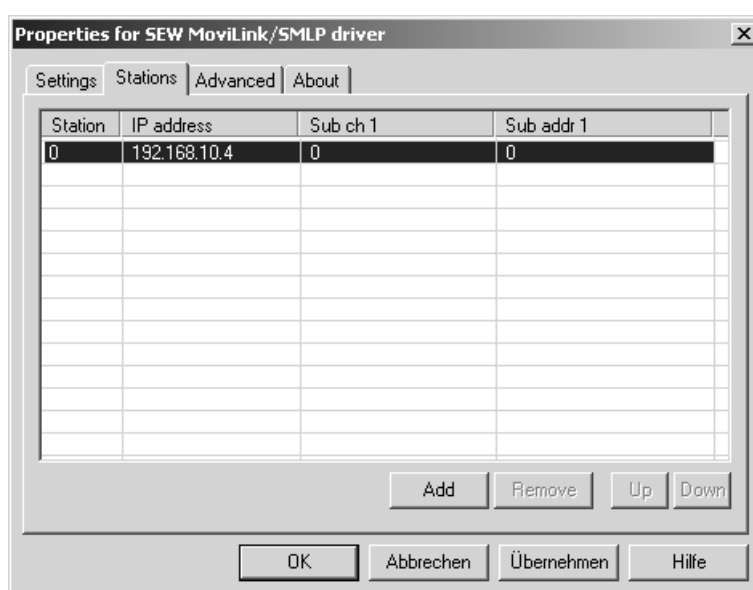 Properties for SEW MoviLink/SMLP driver
Settings Stations Advanced About
Station IP address Sub ch 1 Sub addr 1
0 192.168.10.4 0 0
Add Remove Up Down
OK Abbrechen Übernehmen Hilfe